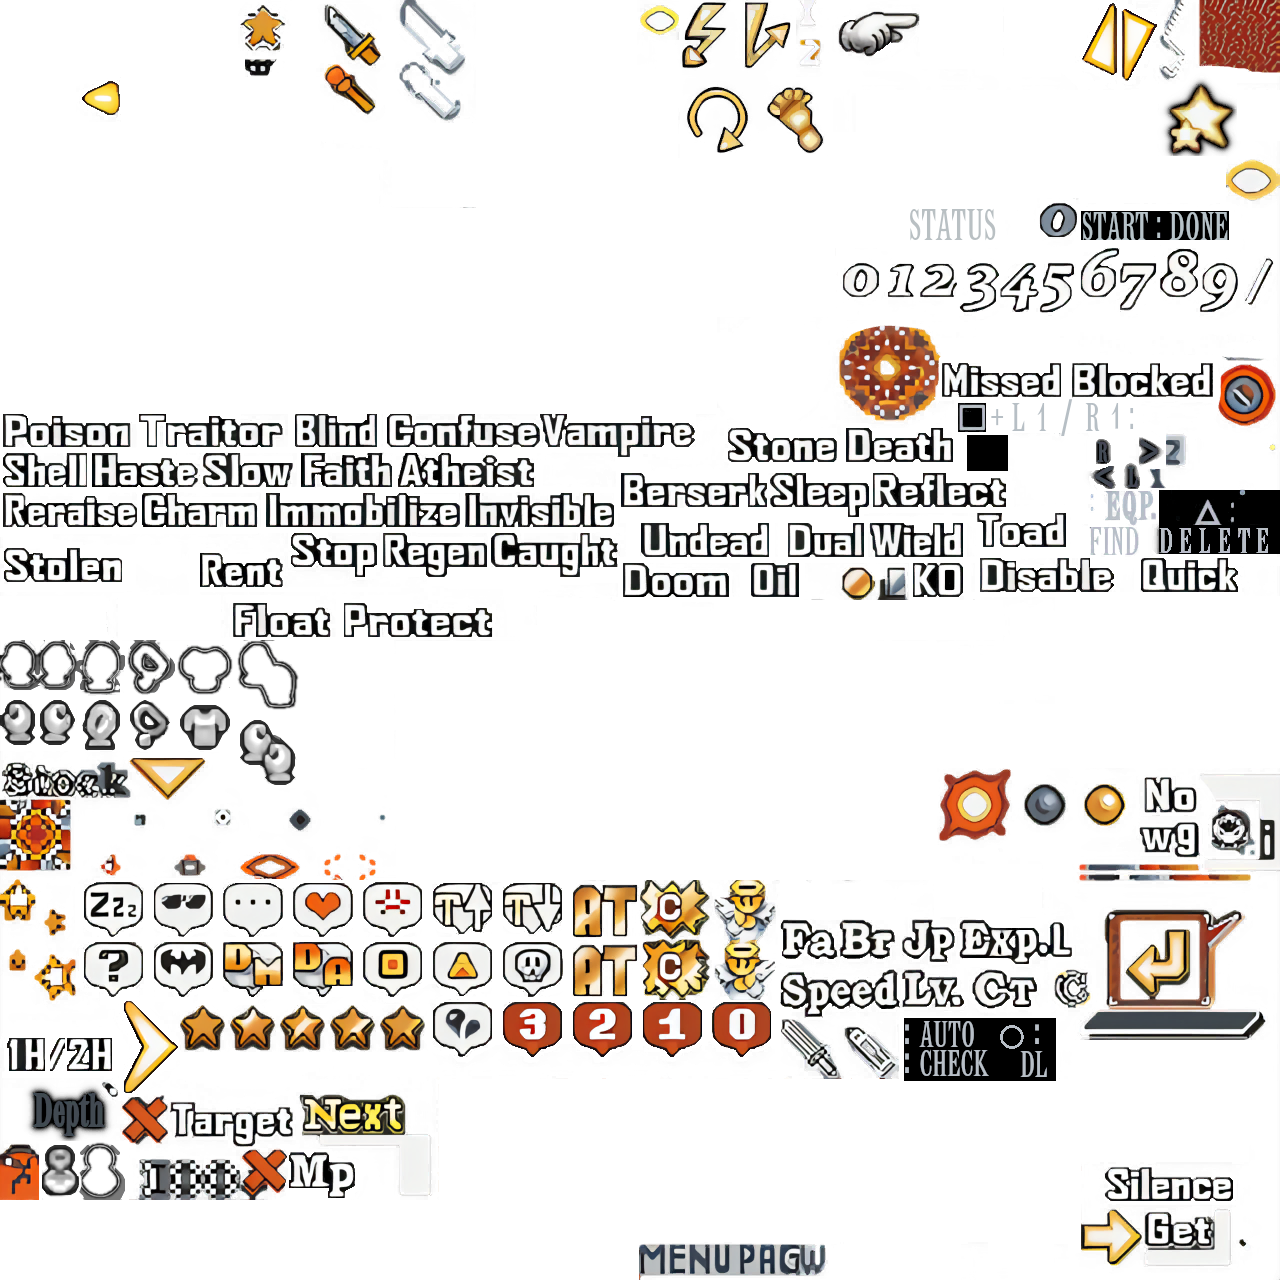 STATUS
START : DONE
0123456789/
Missed Blocked
+L1/R1:
Poison Traitor Blind Confuse Vampire
Stone Death
Shell Haste Slow Faith Atheist
Berserk Sleep Reflect
Reraise Charm Immobilize Invisible
: EQP.
FIND
△ :
DELETE
Undead Dual Wield Toad
Stolen Rent Stop Regen Caught
Doom Oil KO Disable Quick
Float Protect
No
wg
Zzz ... AT C
? DM DA AT C
Fa Br Jp Exp. L
Speed Lv. CT C
3 2 1 0
1H/2H
: AUTO ○ :
: CHECK DL
Depth
Target Next
Mp
Silence
Get
MENU PAGW